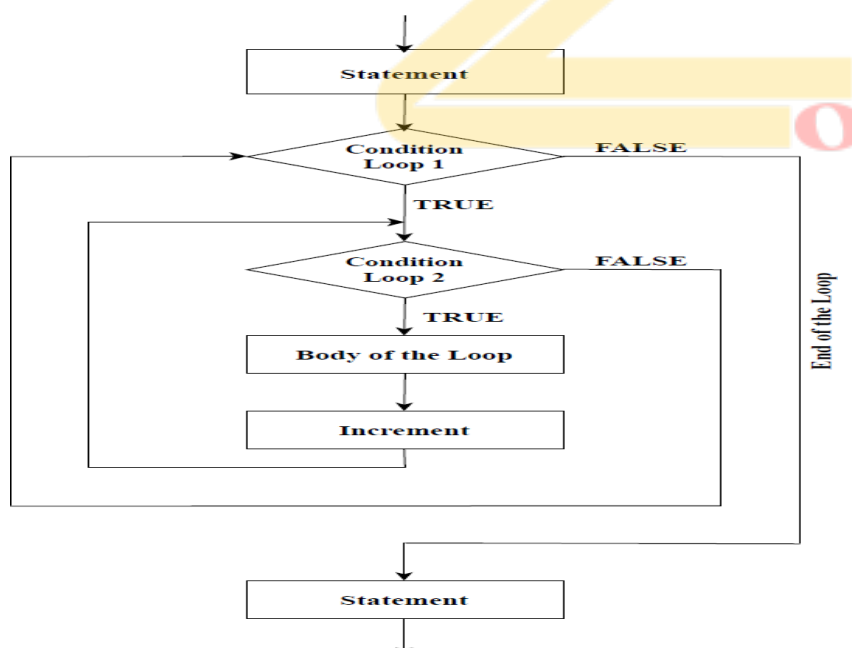 Statement
Condition
Loop 1
FALSE
TRUE
Condition
Loop 2
FALSE
TRUE
Body of the Loop
Increment
End of the Loop
Statement